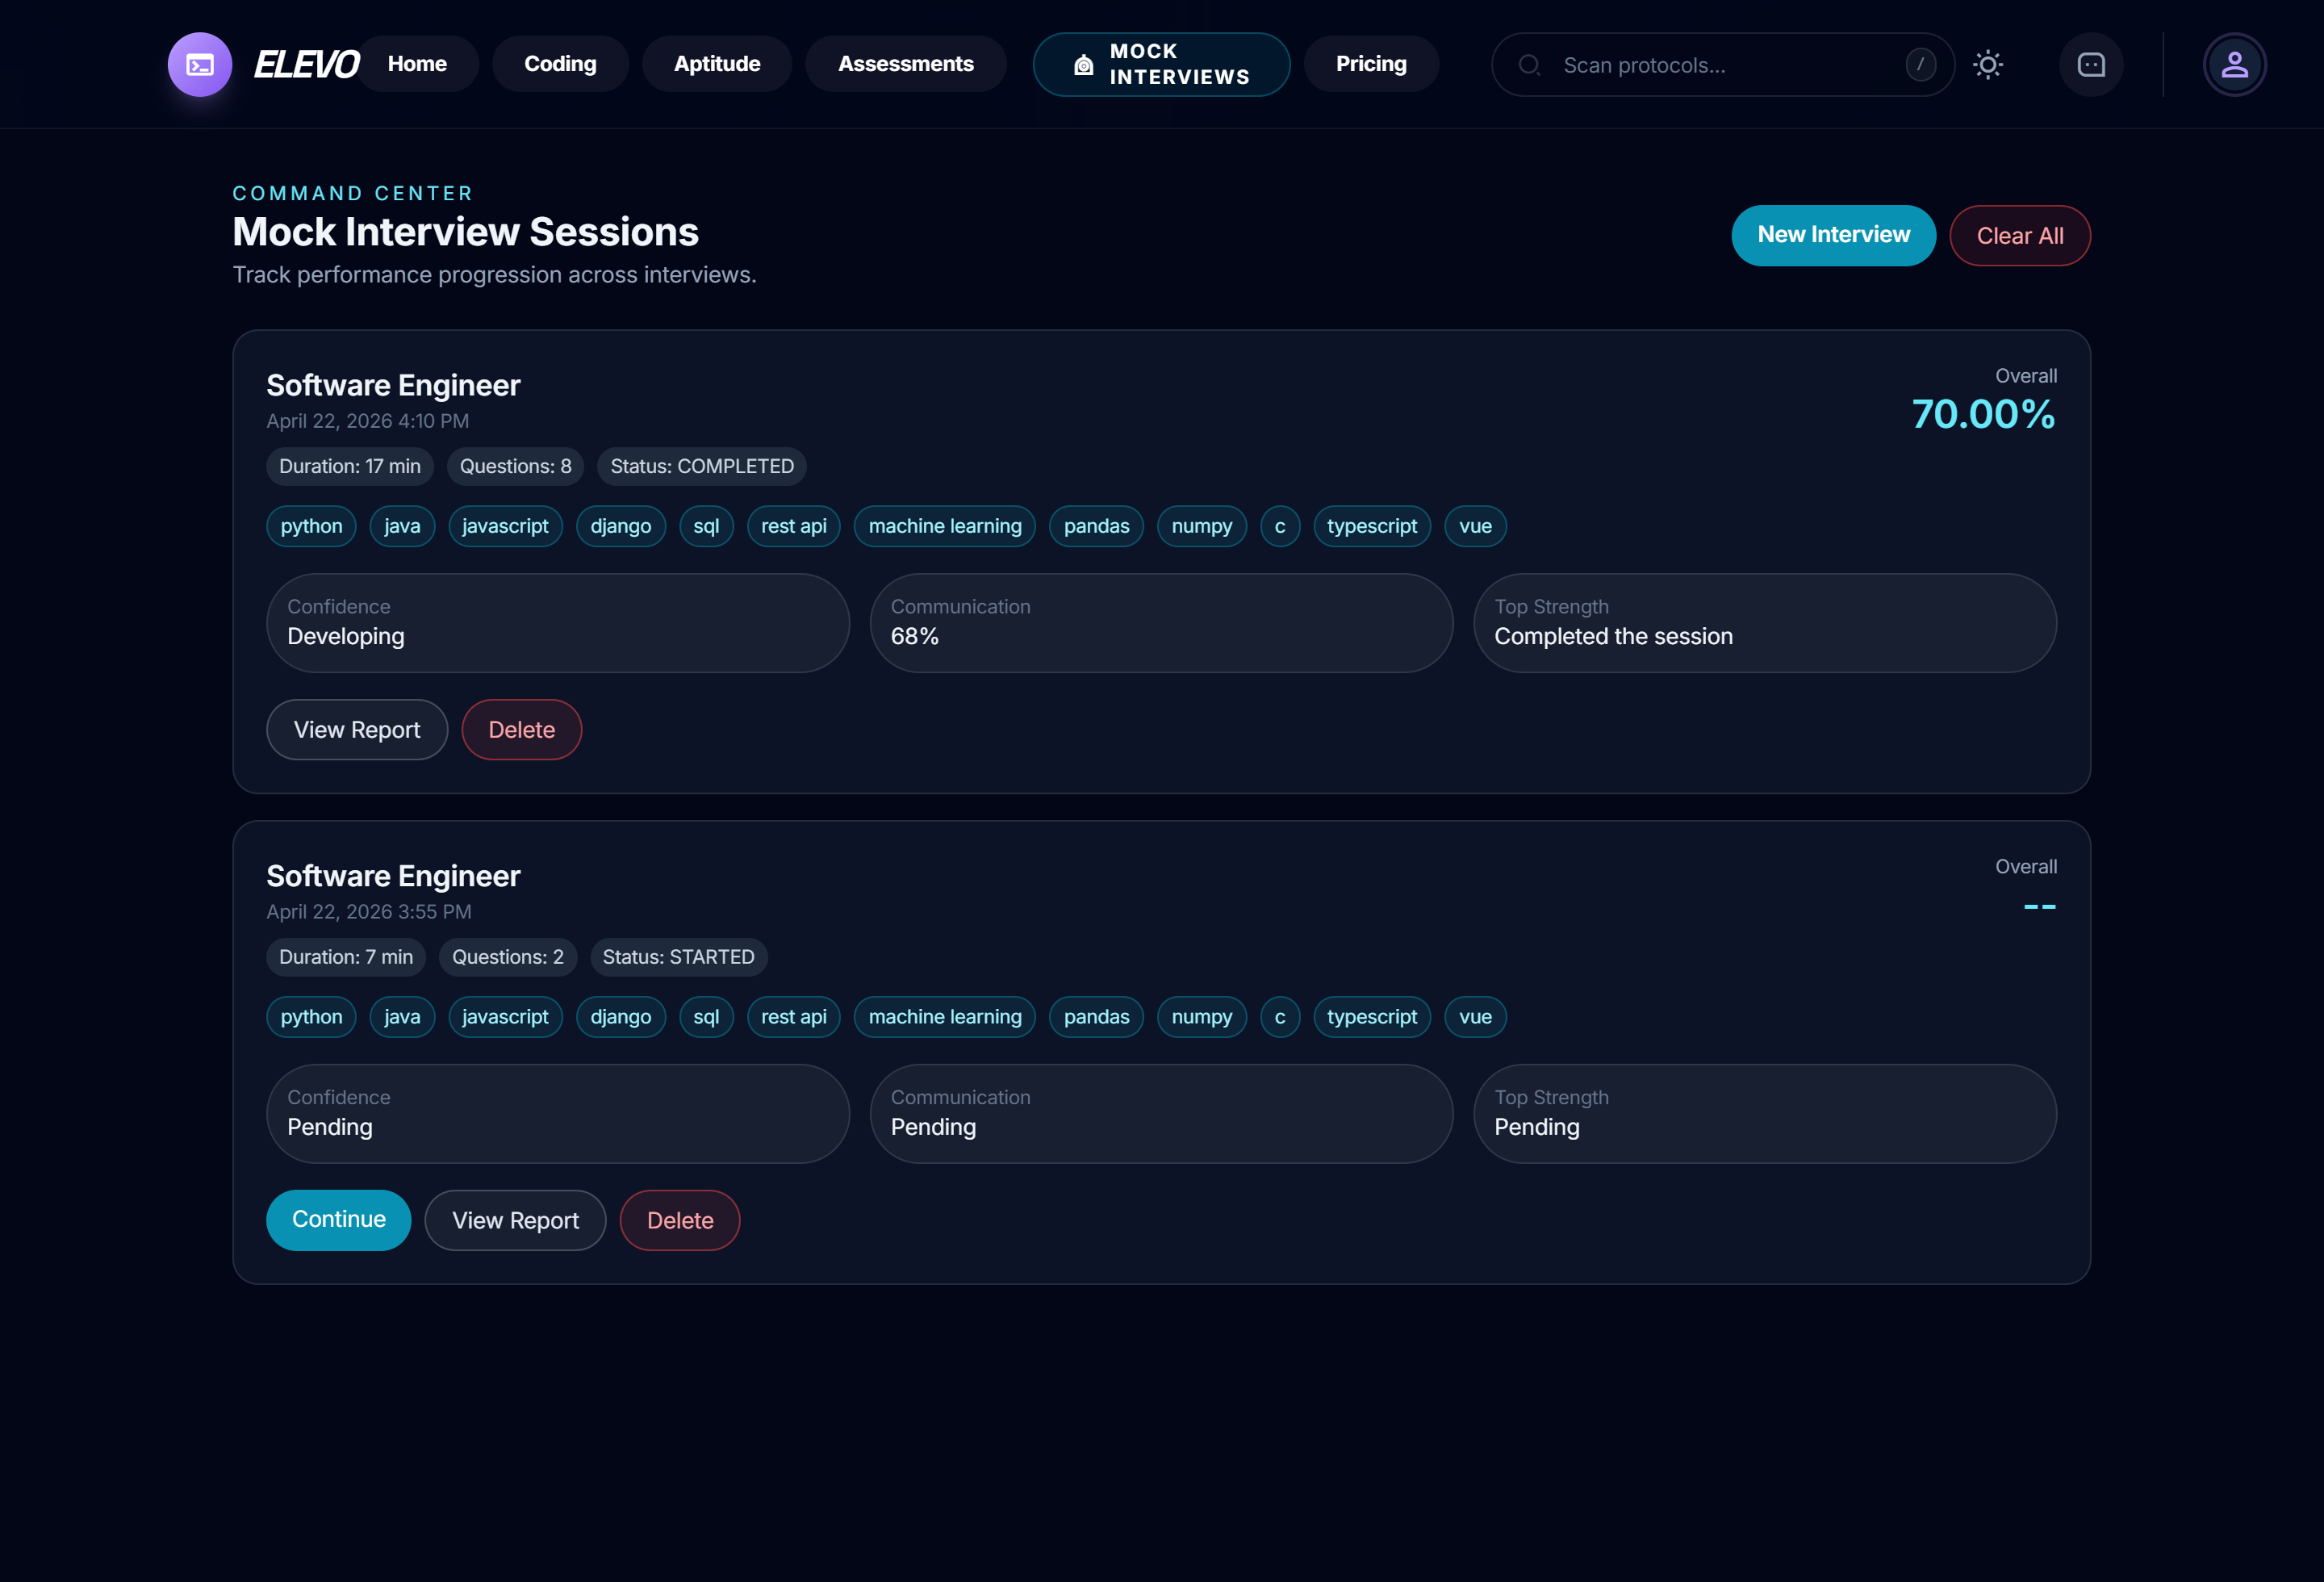 ELEVO Home Coding Aptitude Assessments MOCK INTERVIEWS Pricing Scan protocols... /
COMMAND CENTER
Mock Interview Sessions
Track performance progression across interviews.
New Interview Clear All
Software Engineer
April 22, 2026 4:10 PM
Overall
70.00%
Duration: 17 min Questions: 8 Status: COMPLETED
python java javascript django sql rest api machine learning pandas numpy c typescript vue
Confidence Communication Top Strength
Developing 68% Completed the session
View Report Delete
Software Engineer
April 22, 2026 3:55 PM
Overall
--
Duration: 7 min Questions: 2 Status: STARTED
python java javascript django sql rest api machine learning pandas numpy c typescript vue
Confidence Communication Top Strength
Pending Pending Pending
Continue View Report Delete